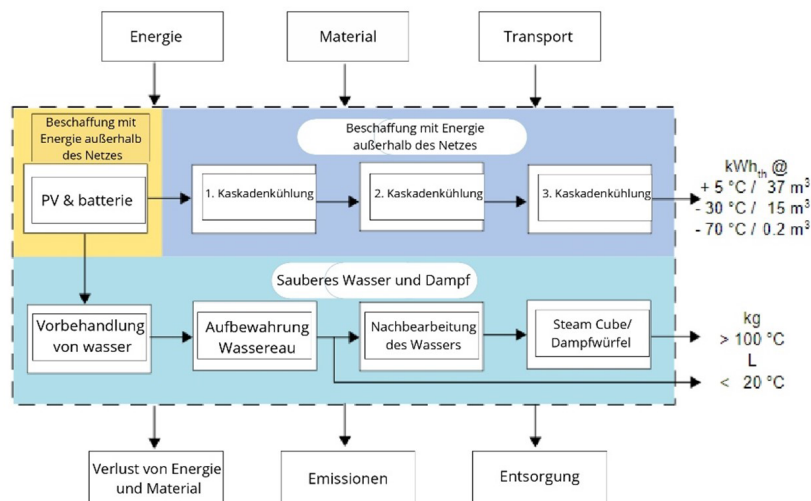 Energie
Material
Transport
Beschaffung mit
Energie außerhalb
des Netzes
Beschaffung mit Energie
außerhalb des Netzes
PV & batterie
1. Kaskadenkühlung
2. Kaskadenkühlung
3. Kaskadenkühlung
kWhth @
+ 5 °C / 37 m³
- 30 °C / 15 m³
- 70 °C / 0.2 m³
Sauberes Wasser und Dampf
Vorbehandlung
von wasser
Aufbewahrung
Wassereau
Nachbearbeitung
des Wassers
Steam Cube/
Dampfwürfel
kg
> 100 °C
L
< 20 °C
Verlust von Energie
und Material
Emissionen
Entsorgung